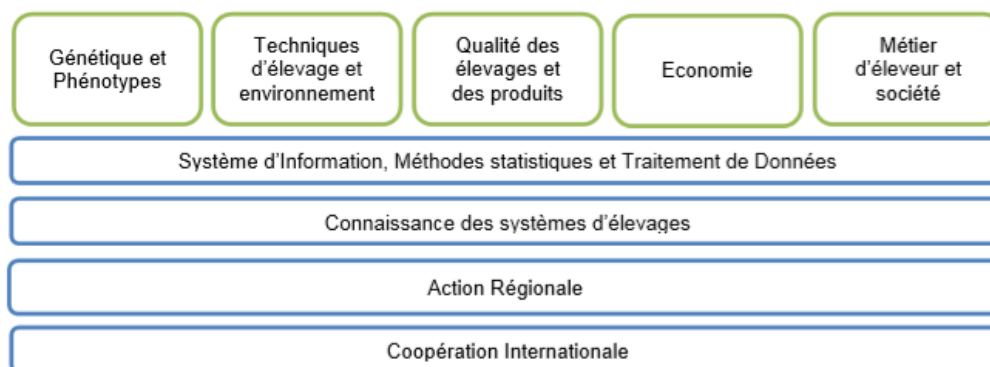 Génétique et
Phénotypes
Techniques
d'élevage et
environnement
Qualité des
élevages et
des produits
Economie
Métier
d'éleveur et
société
Système d'Information, Méthodes statistiques et Traitement de Données
Connaissance des systèmes d'élevages
Action Régionale
Coopération Internationale